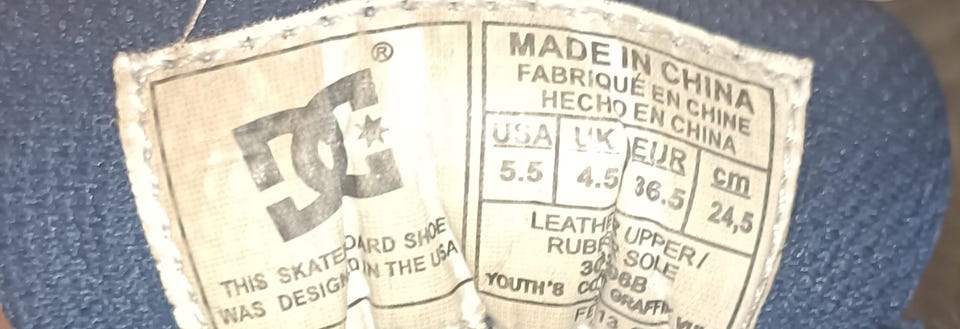 DC ®
THIS SKATEBOARD SHOE
WAS DESIGNED IN THE USA
MADE IN CHINA
FABRIQUÉ EN CHINE
HECHO EN CHINA
USA UK EUR cm
5.5 4.5 36.5 24,5
LEATHER UPPER/
RUBBER SOLE
YOUTH'S